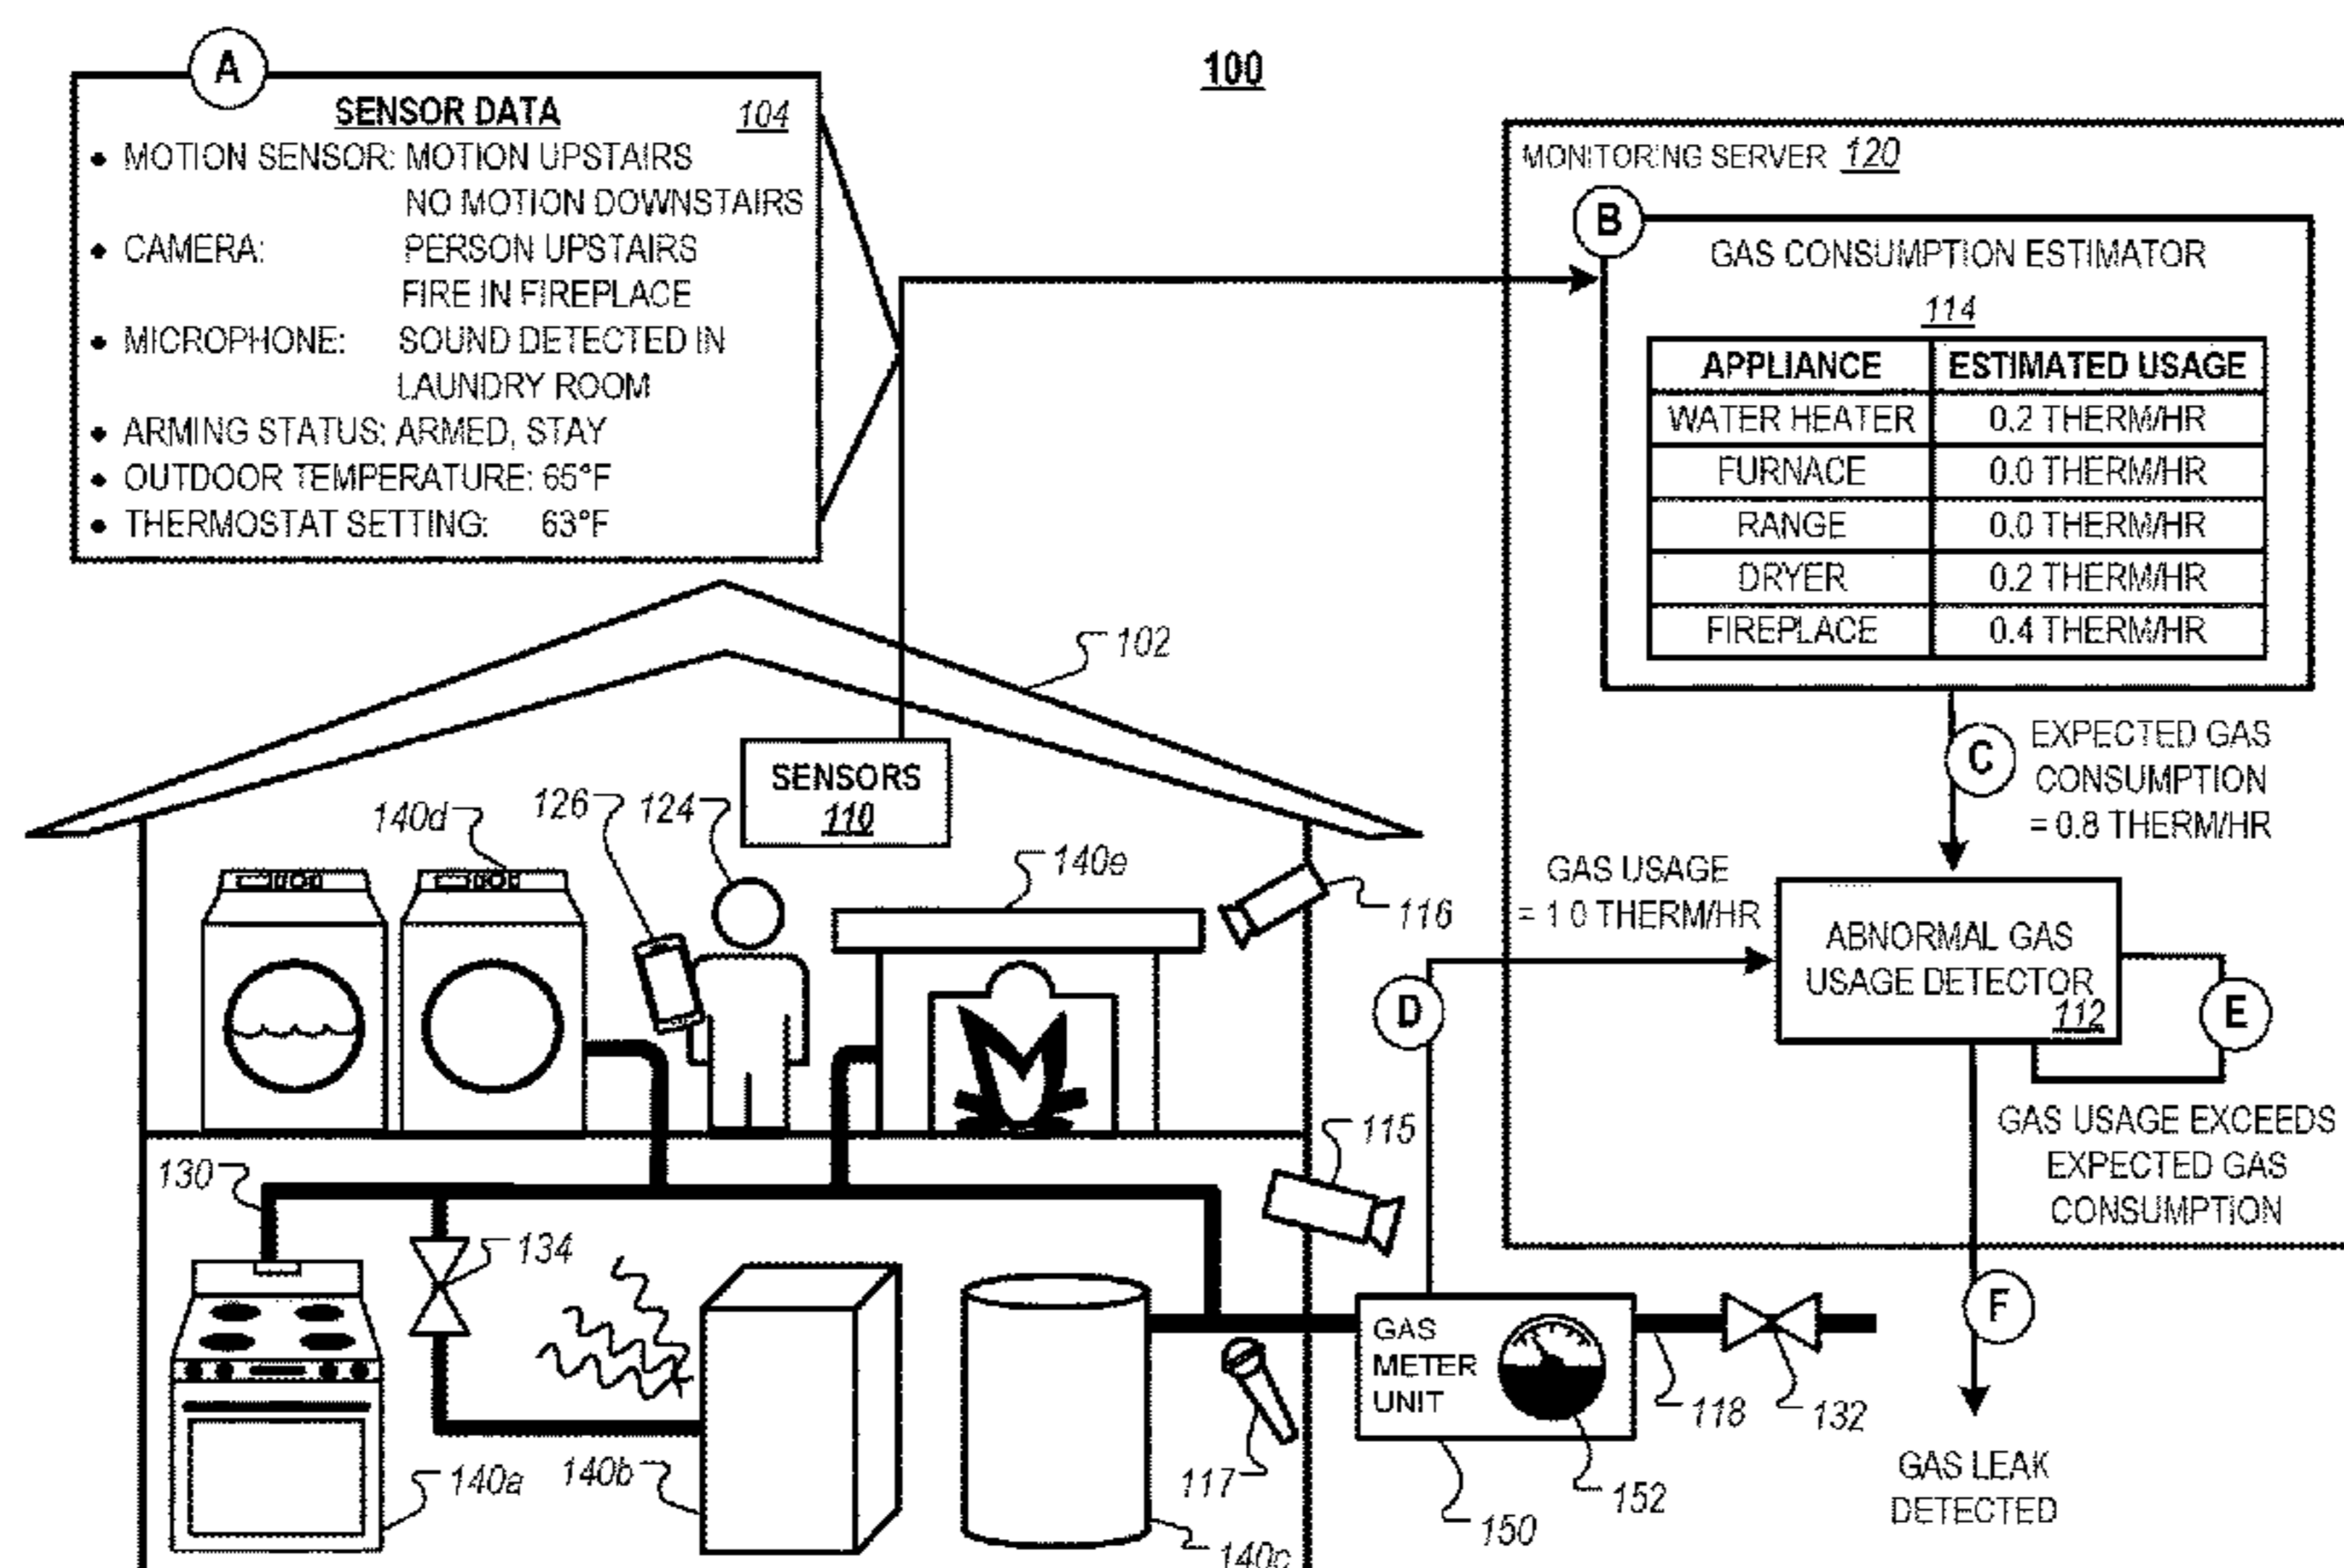 100
A
SENSOR DATA 104
• MOTION SENSOR: MOTION UPSTAIRS
NO MOTION DOWNSTAIRS
• CAMERA: PERSON UPSTAIRS
FIRE IN FIREPLACE
• MICROPHONE: SOUND DETECTED IN
LAUNDRY ROOM
• ARMING STATUS: ARMED, STAY
• OUTDOOR TEMPERATURE: 65°F
• THERMOSTAT SETTING: 63°F
MONITORING SERVER 120
B
GAS CONSUMPTION ESTIMATOR
114
APPLIANCE ESTIMATED USAGE
WATER HEATER 0.2 THERM/HR
FURNACE 0.0 THERM/HR
RANGE 0.0 THERM/HR
DRYER 0.2 THERM/HR
FIREPLACE 0.4 THERM/HR
C
EXPECTED GAS
CONSUMPTION
= 0.8 THERM/HR
GAS USAGE
= 1.0 THERM/HR
D
ABNORMAL GAS
USAGE DETECTOR
112
E
GAS USAGE EXCEEDS
EXPECTED GAS
CONSUMPTION
F
GAS LEAK
DETECTED
102
SENSORS
110
140d
126
124
140e
116
115
130
134
140a
140b
140c
117
GAS
METER
UNIT
150
152
118
132